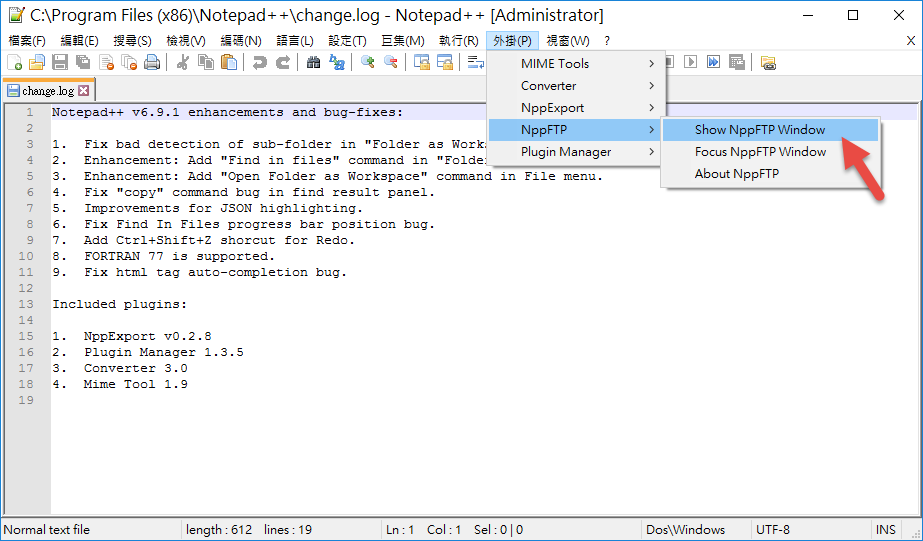 C:\Program Files (x86)\Notepad++\change.log - Notepad++ [Administrator]
檔案(F) 編輯(E) 搜尋(S) 檢視(V) 編碼(N) 語言(L) 設定(T) 巨集(M) 執行(R) 外掛(P) 視窗(W) ? X
MIME Tools
Converter
NppExport
NppFTP
Plugin Manager
Show NppFTP Window
Focus NppFTP Window
About NppFTP
change.log
1 Notepad++ v6.9.1 enhancements and bug-fixes:
2
3 1. Fix bad detection of sub-folder in "Folder as Works
4 2. Enhancement: Add "Find in files" command in "Folder
5 3. Enhancement: Add "Open Folder as Workspace" command in File menu.
6 4. Fix "copy" command bug in find result panel.
7 5. Improvements for JSON highlighting.
8 6. Fix Find In Files progress bar position bug.
9 7. Add Ctrl+Shift+Z shorcut for Redo.
10 8. FORTRAN 77 is supported.
11 9. Fix html tag auto-completion bug.
12
13 Included plugins:
14
15 1. NppExport v0.2.8
16 2. Plugin Manager 1.3.5
17 3. Converter 3.0
18 4. Mime Tool 1.9
19
Normal text file length : 612 lines : 19 Ln : 1 Col : 1 Sel : 0 | 0 Dos\Windows UTF-8 INS